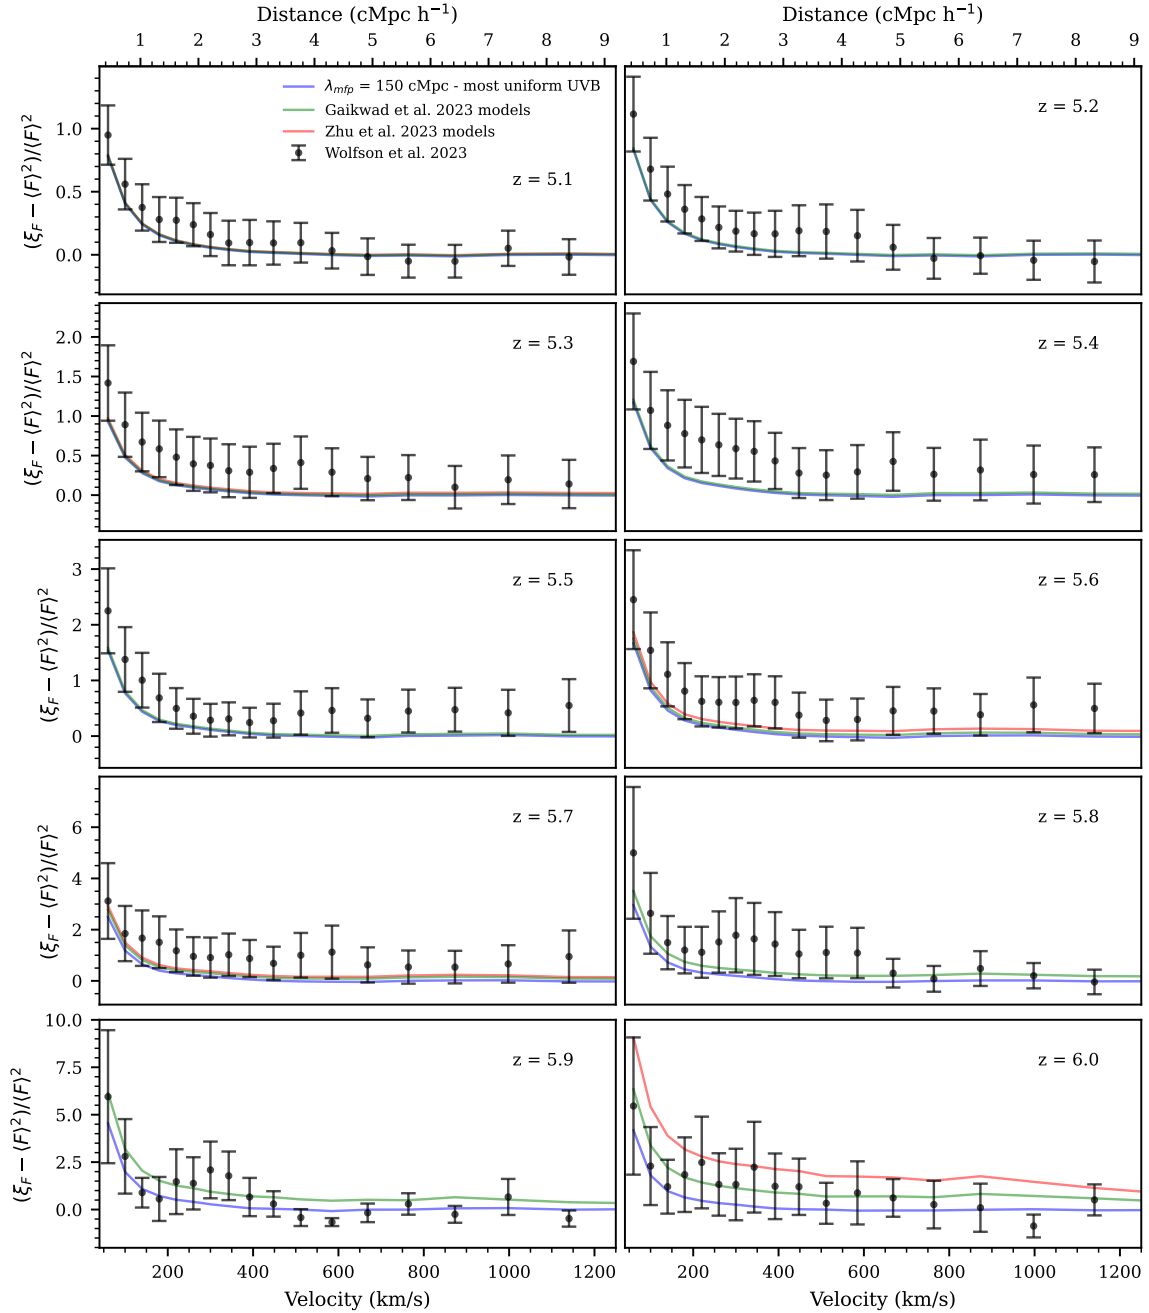 Distance (cMpc h⁻¹)
Distance (cMpc h⁻¹)
1 2 3 4 5 6 7 8 9
1 2 3 4 5 6 7 8 9
λ_mfp = 150 cMpc - most uniform UVB
Gaikwad et al. 2023 models
Zhu et al. 2023 models
Wolfson et al. 2023
z = 5.1
(ξ_F − ⟨F⟩²)/⟨F⟩²
1.0
0.5
0.0
z = 5.2
z = 5.3
(ξ_F − ⟨F⟩²)/⟨F⟩²
2.0
1.5
1.0
0.5
0.0
z = 5.4
z = 5.5
(ξ_F − ⟨F⟩²)/⟨F⟩²
3
2
1
0
z = 5.6
z = 5.7
(ξ_F − ⟨F⟩²)/⟨F⟩²
6
4
2
0
z = 5.8
z = 5.9
(ξ_F − ⟨F⟩²)/⟨F⟩²
10.0
7.5
5.0
2.5
0.0
z = 6.0
200 400 600 800 1000 1200
200 400 600 800 1000 1200
Velocity (km/s)
Velocity (km/s)